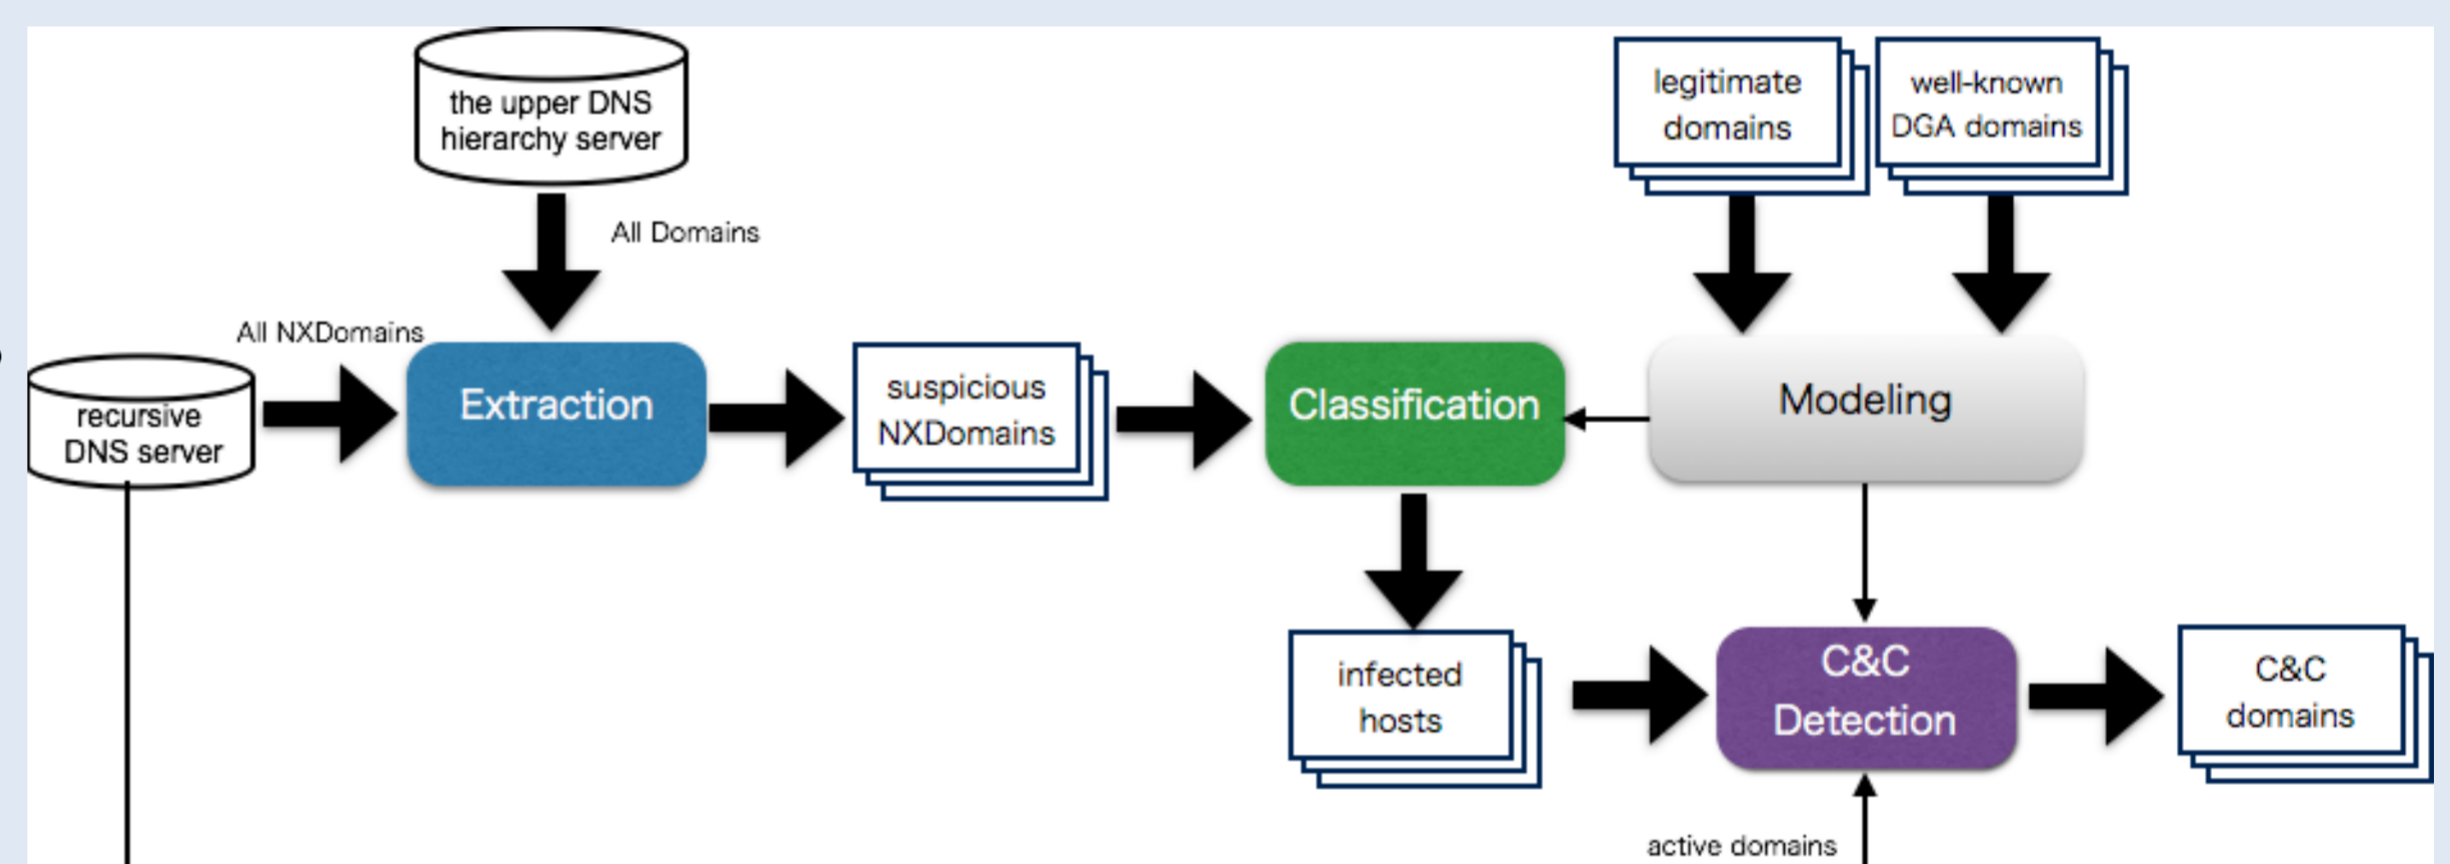 the upper DNS
hierarchy server
legitimate
domains
well-known
DGA domains
All Domains
All NXDomains
recursive
DNS server
Extraction
suspicious
NXDomains
Classification
Modeling
infected
hosts
C&C
Detection
C&C
domains
active domains